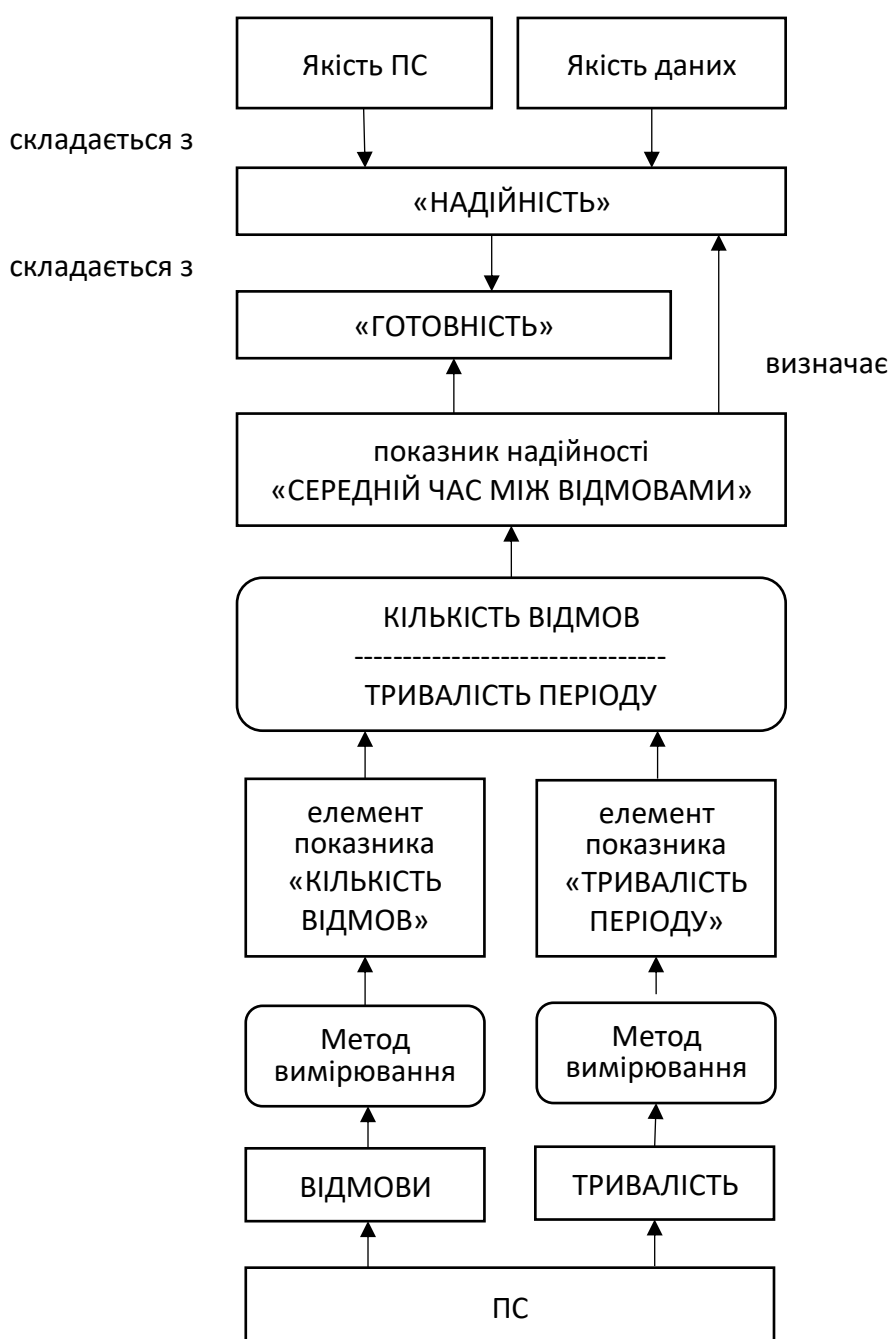 Якість ПС
Якість даних
складається з
«НАДІЙНІСТЬ»
складається з
«ГОТОВНІСТЬ»
визначає
показник надійності
«СЕРЕДНІЙ ЧАС МІЖ ВІДМОВАМИ»
КІЛЬКІСТЬ ВІДМОВ
--------------------------------
ТРИВАЛІСТЬ ПЕРІОДУ
елемент
показника
«КІЛЬКІСТЬ
ВІДМОВ»
елемент
показника
«ТРИВАЛІСТЬ
ПЕРІОДУ»
Метод
вимірювання
Метод
вимірювання
ВІДМОВИ
ТРИВАЛІСТЬ
ПС